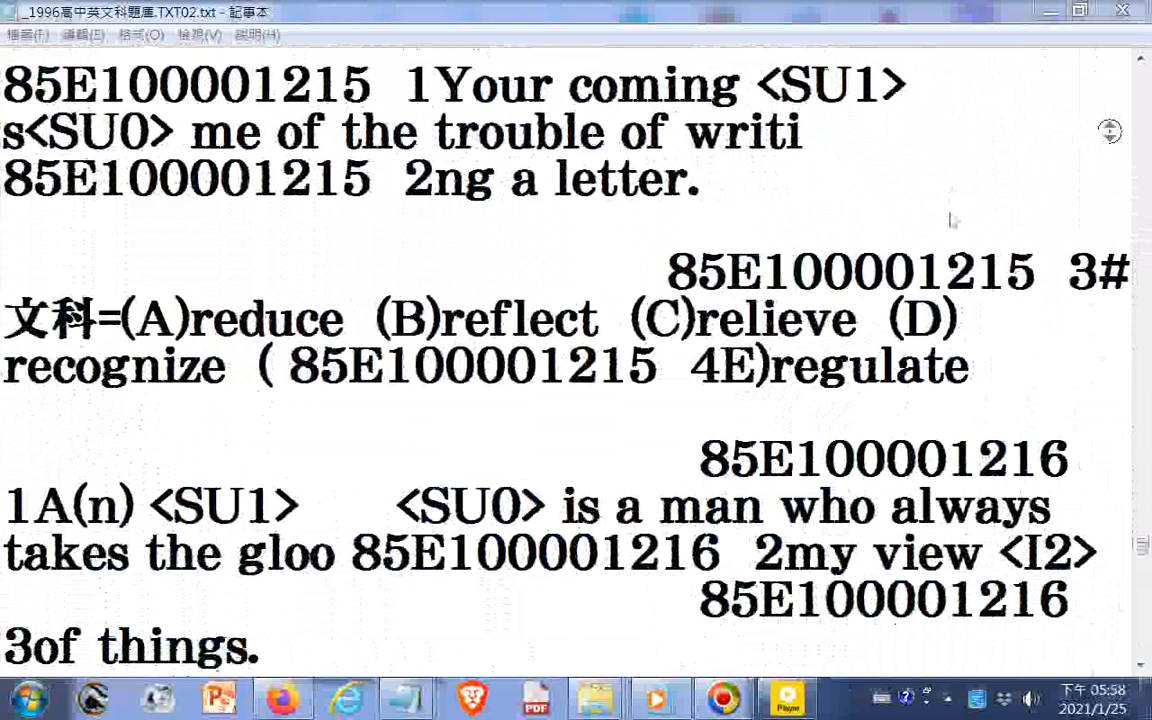 _1996高中英文科題庫.TXT02.txt - 記事本
檔案(F) 編輯(E) 格式(O) 檢視(V) 說明(H)
85E100001215 1Your coming <SU1>
s<SU0> me of the trouble of writi
85E100001215 2ng a letter.
85E100001215 3#
文科=(A)reduce (B)reflect (C)relieve (D)
recognize ( 85E100001215 4E)regulate
85E100001216
1A(n) <SU1> <SU0> is a man who always
takes the gloo 85E100001216 2my view <I2>
85E100001216
3of things.
PDF
Player
下午 05:58
2021/1/25